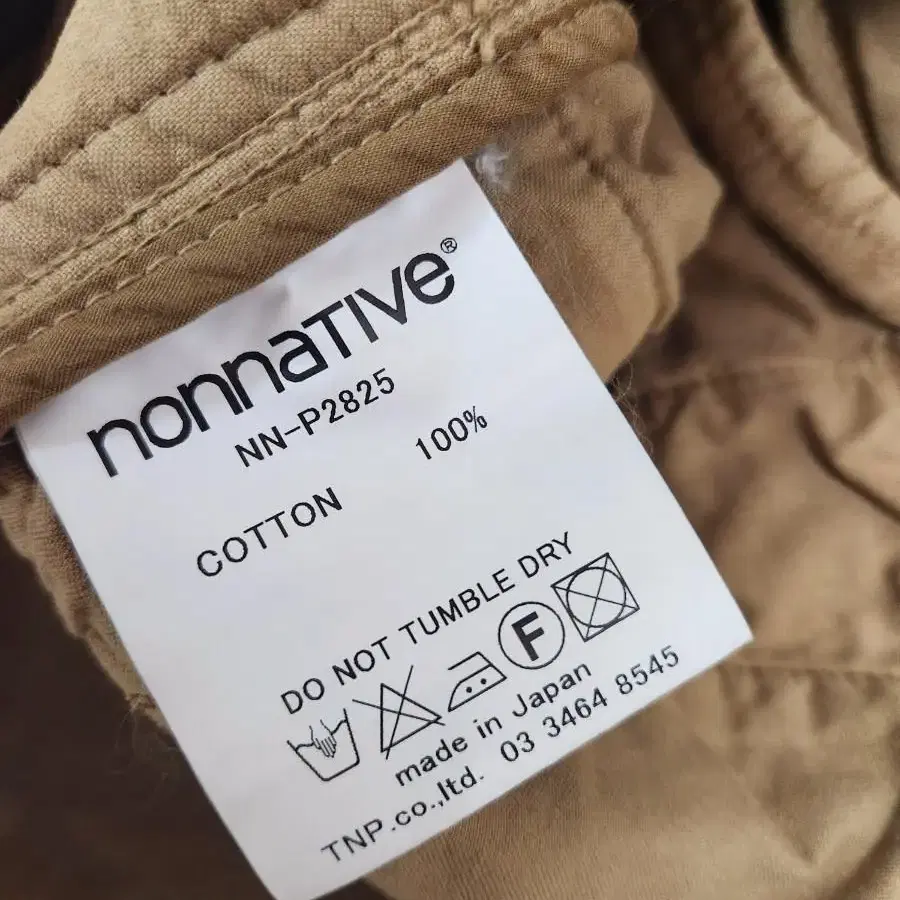 nonnaTIVe®
NN-P2825
COTTON 100%
DO NOT TUMBLE DRY
F
made in Japan
TNP.co.,ltd. 03 3464 8545